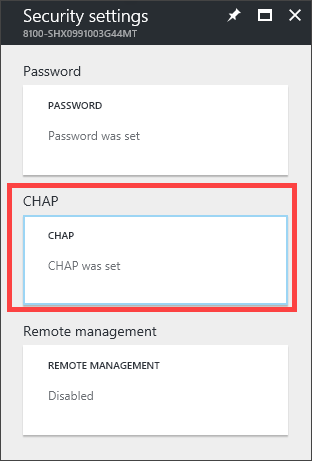 Security settings
8100-SHX0991003G44MT
Password
PASSWORD
Password was set
CHAP
CHAP
CHAP was set
Remote management
REMOTE MANAGEMENT
Disabled